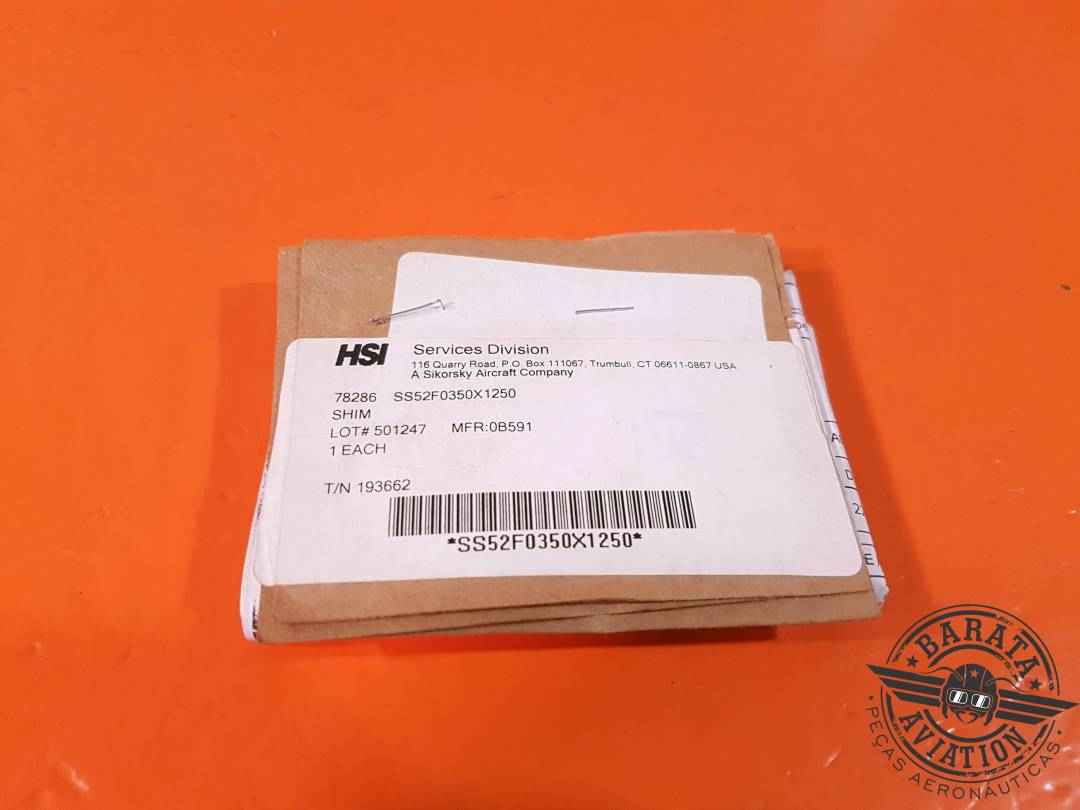 HSI Services Division
116 Quarry Road, P.O. Box 111067, Trumbull, CT 06611-0867 USA
A Sikorsky Aircraft Company
78286 SS52F0350X1250
SHIM
LOT# 501247 MFR:0B591
1 EACH
T/N 193662
*SS52F0350X1250*
A
D
2
E
BARATA
AVIATION
PEÇAS AERONÁUTICAS